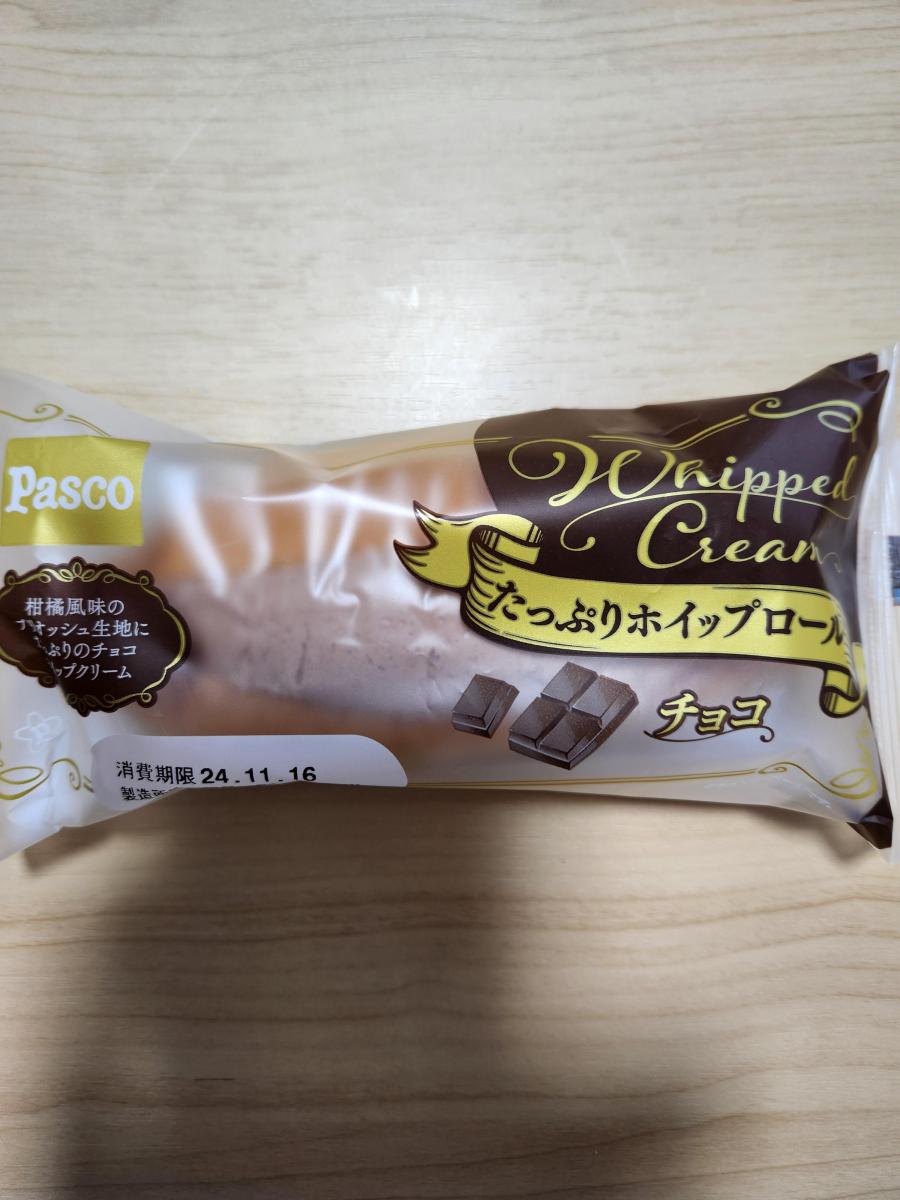 Pasco
柑橘風味の
オッシュ生地に
ぷりのチョコ
ップクリーム
Whipped
Cream
たっぷりホイップロール
チョコ
消費期限 24.11.16